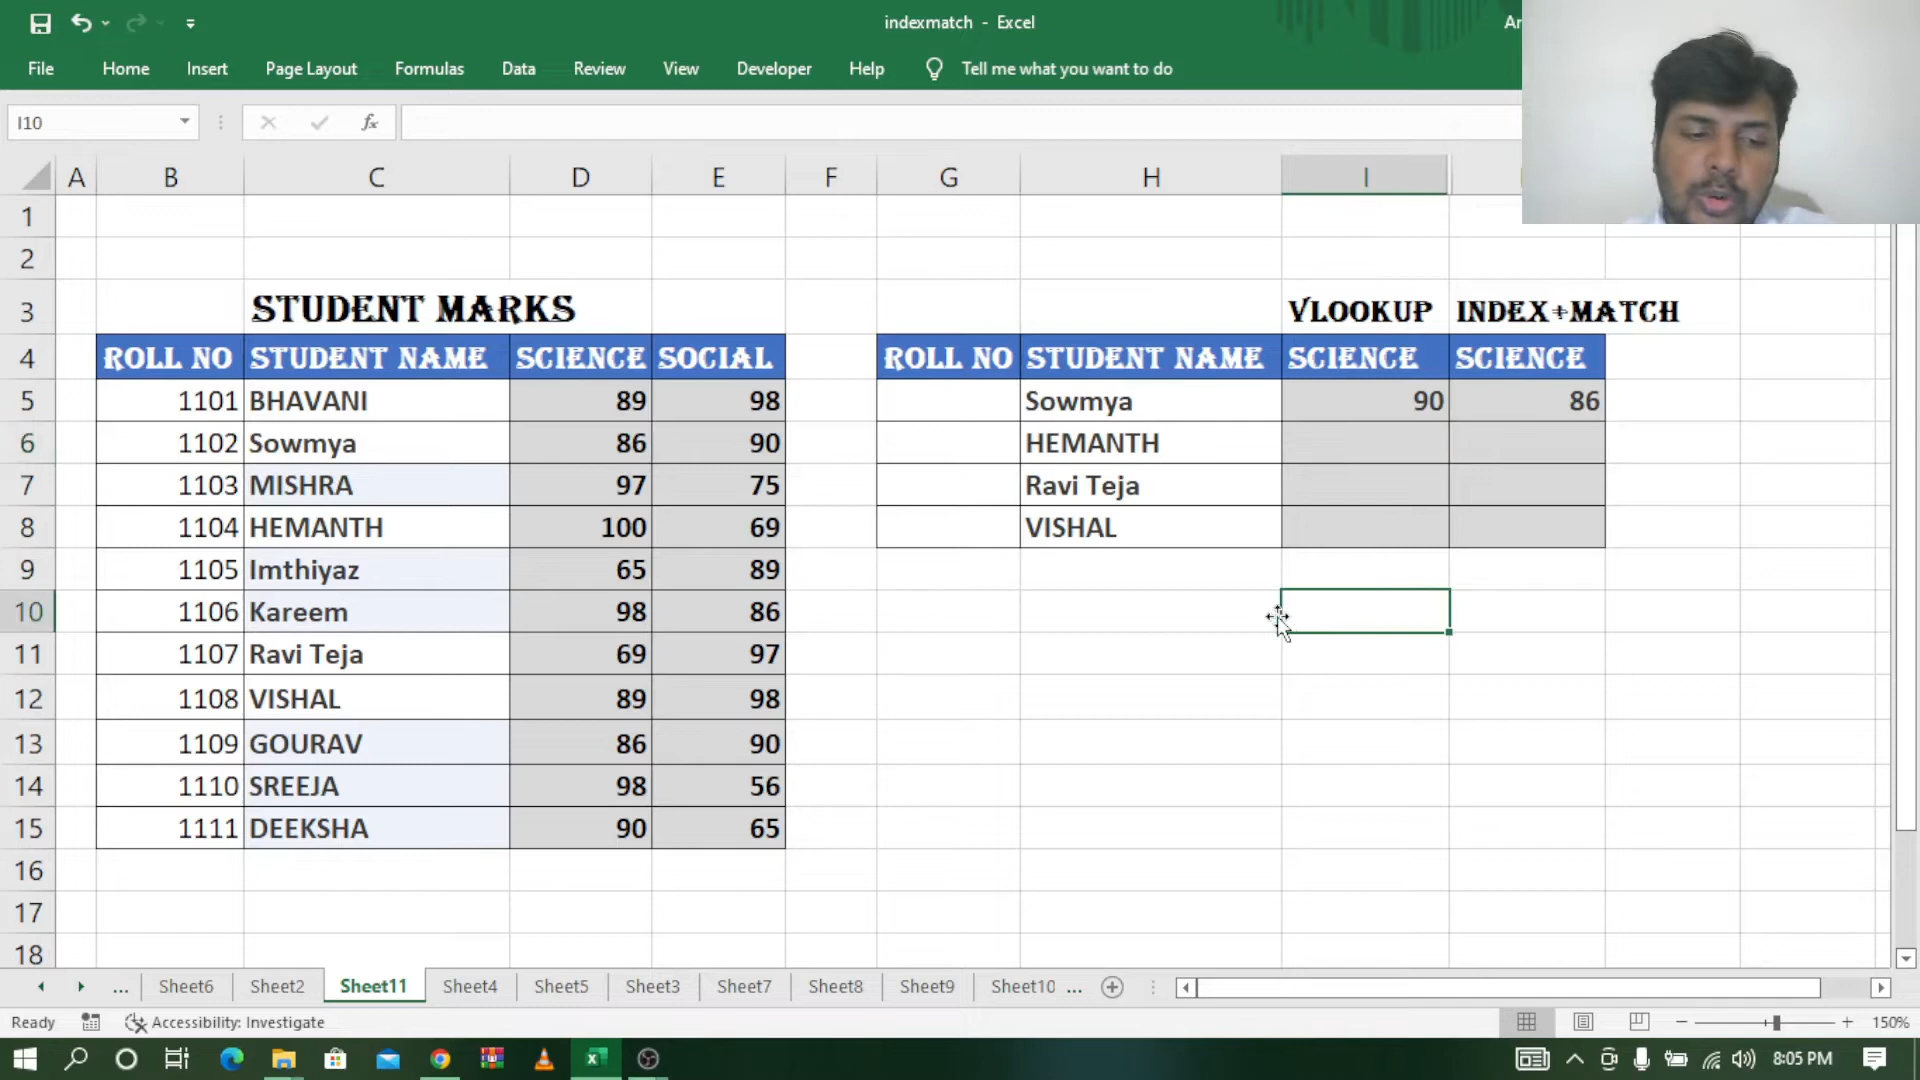 indexmatch - Excel
Ar
File Home Insert Page Layout Formulas Data Review View Developer Help Tell me what you want to do
I10 fx
A B C D E F G H I
1
2
3 STUDENT MARKS VLOOKUP INDEX+MATCH
4 ROLL NO STUDENT NAME SCIENCE SOCIAL ROLL NO STUDENT NAME SCIENCE SCIENCE
5 1101 BHAVANI 89 98 Sowmya 90 86
6 1102 Sowmya 86 90 HEMANTH
7 1103 MISHRA 97 75 Ravi Teja
8 1104 HEMANTH 100 69 VISHAL
9 1105 Imthiyaz 65 89
10 1106 Kareem 98 86
11 1107 Ravi Teja 69 97
12 1108 VISHAL 89 98
13 1109 GOURAV 86 90
14 1110 SREEJA 98 56
15 1111 DEEKSHA 90 65
16
17
18
... Sheet6 Sheet2 Sheet11 Sheet4 Sheet5 Sheet3 Sheet7 Sheet8 Sheet9 Sheet10 ...
Ready Accessibility: Investigate 150%
8:05 PM